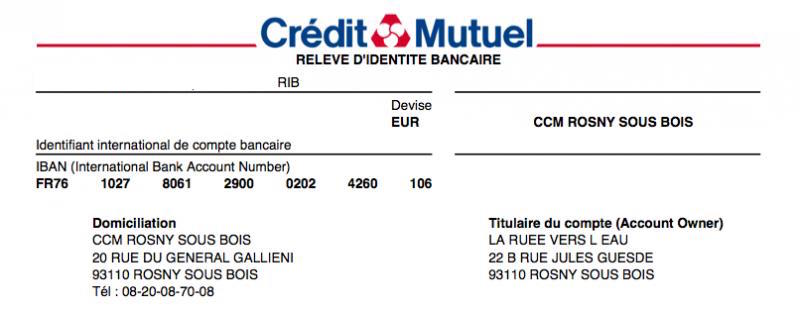 Crédit Mutuel
RELEVE D'IDENTITE BANCAIRE
RIB
Devise
EUR
CCM ROSNY SOUS BOIS
Identifiant international de compte bancaire
IBAN (International Bank Account Number)
FR76 1027 8061 2900 0202 4260 106
Domiciliation
CCM ROSNY SOUS BOIS
20 RUE DU GENERAL GALLIENI
93110 ROSNY SOUS BOIS
Tél : 08-20-08-70-08
Titulaire du compte (Account Owner)
LA RUEE VERS L EAU
22 B RUE JULES GUESDE
93110 ROSNY SOUS BOIS